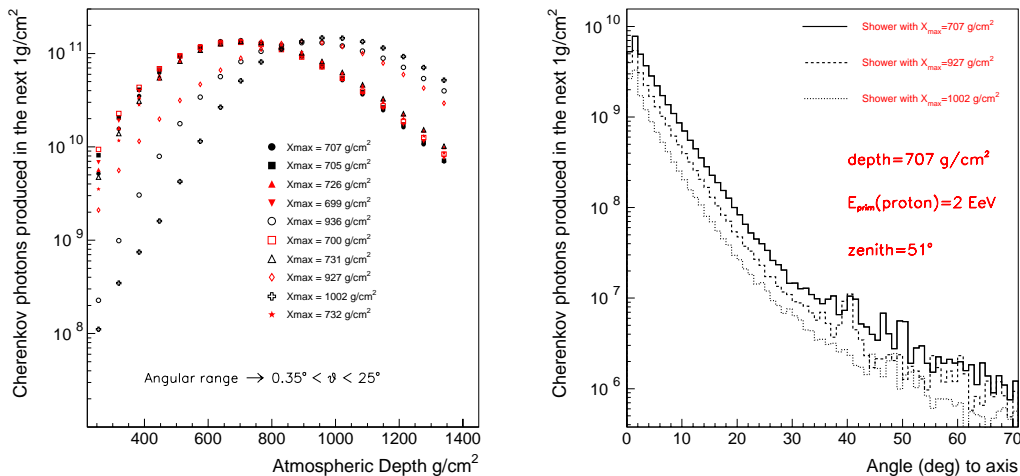 Cherenkov photons produced in the next 1g/cm²
10¹¹
10¹⁰
10⁹
10⁸
Xmax = 707 g/cm²
Xmax = 705 g/cm²
Xmax = 726 g/cm²
Xmax = 699 g/cm²
Xmax = 936 g/cm²
Xmax = 700 g/cm²
Xmax = 731 g/cm²
Xmax = 927 g/cm²
Xmax = 1002 g/cm²
Xmax = 732 g/cm²
Angular range → 0.35° < ϑ < 25°
400 600 800 1000 1200 1400
Atmospheric Depth g/cm²
Cherenkov photons produced in the next 1g/cm²
10¹⁰
10⁹
10⁸
10⁷
10⁶
Shower with Xmax=707 g/cm²
Shower with Xmax=927 g/cm²
Shower with Xmax=1002 g/cm²
depth=707 g/cm²
Eprim(proton)=2 EeV
zenith=51°
0 10 20 30 40 50 60 70
Angle (deg) to axis